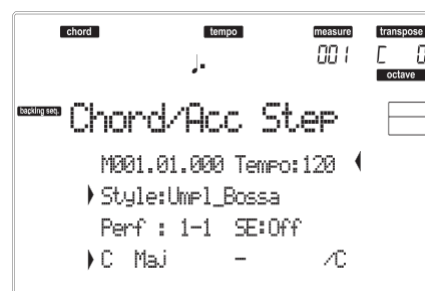 chord tempo measure transpose
001 C 0
octave
backing seq. Chord/Acc Step
M001.01.000 Tempo:120
Style:Umpl_Bossa
Perf : 1-1 SE:Off
C Maj - /C